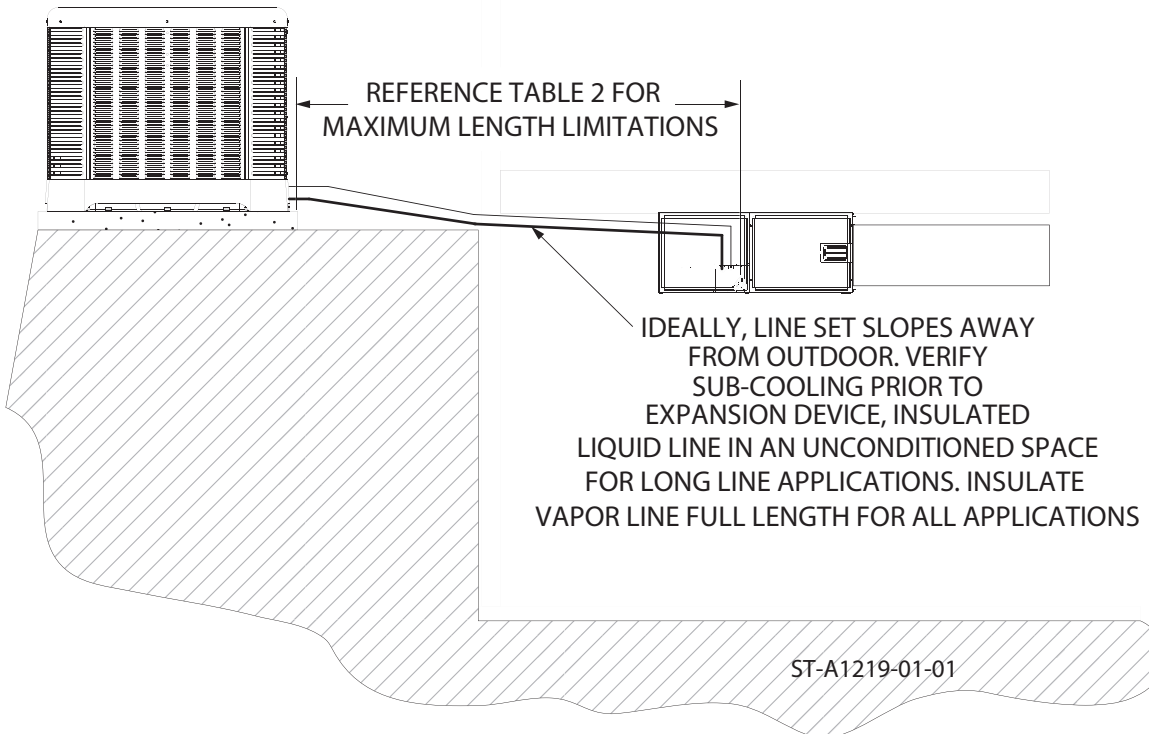 REFERENCE TABLE 2 FOR
MAXIMUM LENGTH LIMITATIONS
IDEALLY, LINE SET SLOPES AWAY
FROM OUTDOOR. VERIFY
SUB-COOLING PRIOR TO
EXPANSION DEVICE, INSULATED
LIQUID LINE IN AN UNCONDITIONED SPACE
FOR LONG LINE APPLICATIONS. INSULATE
VAPOR LINE FULL LENGTH FOR ALL APPLICATIONS
ST-A1219-01-01